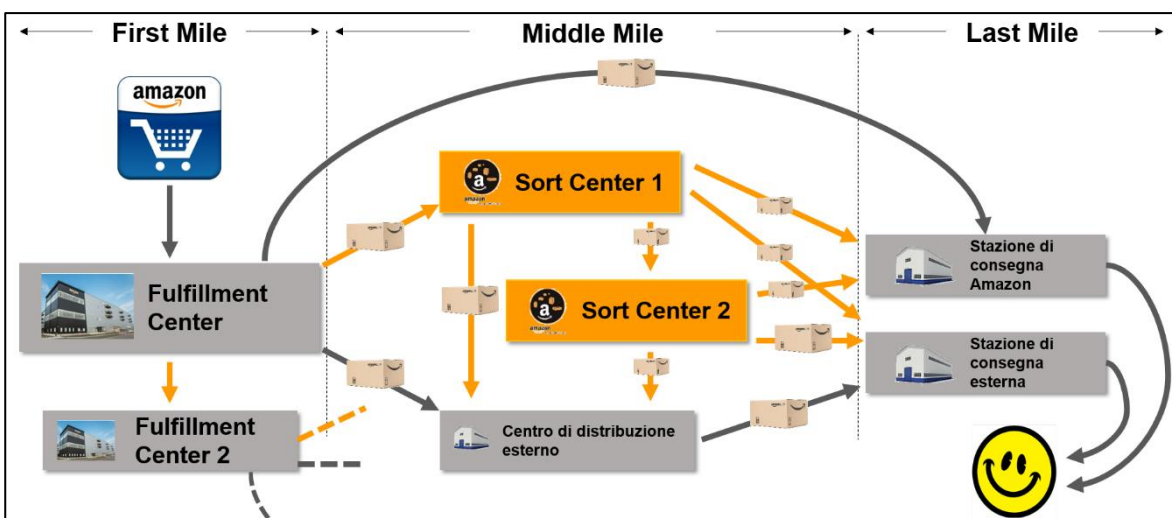 First Mile
Middle Mile
Last Mile
amazon
Sort Center 1
a
amazon
Fulfillment
Center
Sort Center 2
a
Stazione di
consegna
Amazon
Stazione di
consegna
esterna
Fulfillment
Center 2
Centro di distribuzione
esterno